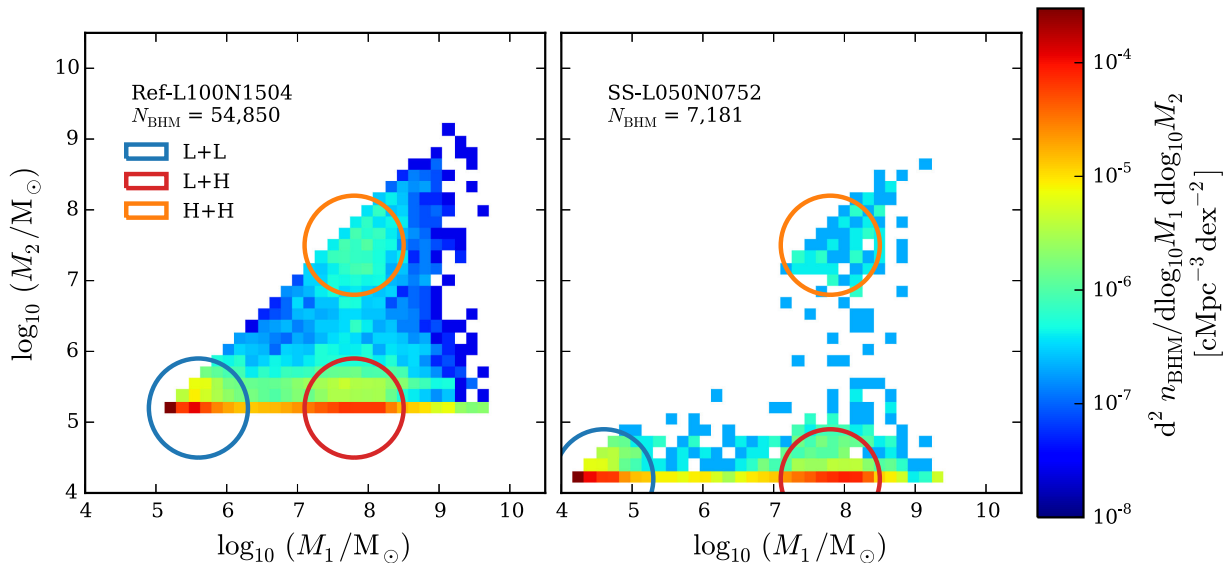 Ref-L100N1504
N_BHM = 54,850
L+L
L+H
H+H
10
9
8
7
6
5
4
4 5 6 7 8 9 10
log₁₀ (M₁/M☉)
log₁₀ (M₂/M☉)
SS-L050N0752
N_BHM = 7,181
4 5 6 7 8 9 10
log₁₀ (M₁/M☉)
10⁻⁴
10⁻⁵
10⁻⁶
10⁻⁷
10⁻⁸
d² n_BHM/dlog₁₀M₁ dlog₁₀M₂
[cMpc⁻³dex⁻²]